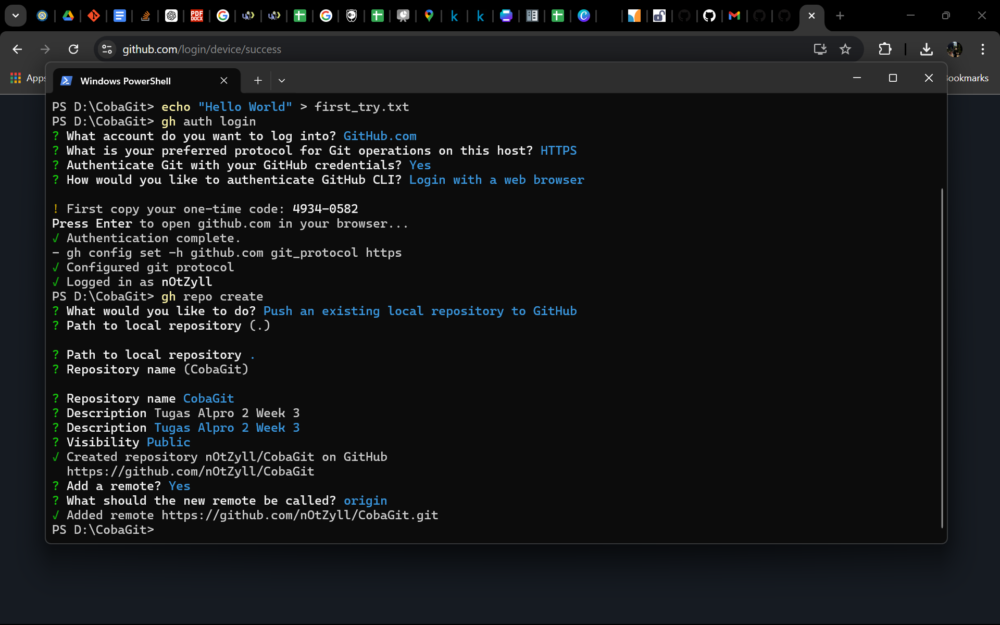 PDF
DOCX
github.com/login/device/success
Apps
ookmarks
Windows PowerShell
PS D:\CobaGit> echo "Hello World" > first_try.txt
PS D:\CobaGit> gh auth login
? What account do you want to log into? GitHub.com
? What is your preferred protocol for Git operations on this host? HTTPS
? Authenticate Git with your GitHub credentials? Yes
? How would you like to authenticate GitHub CLI? Login with a web browser
! First copy your one-time code: 4934-0582
Press Enter to open github.com in your browser...
√ Authentication complete.
- gh config set -h github.com git_protocol https
√ Configured git protocol
√ Logged in as nOtZyll
PS D:\CobaGit> gh repo create
? What would you like to do? Push an existing local repository to GitHub
? Path to local repository (.)
? Path to local repository .
? Repository name (CobaGit)
? Repository name CobaGit
? Description Tugas Alpro 2 Week 3
? Description Tugas Alpro 2 Week 3
? Visibility Public
√ Created repository nOtZyll/CobaGit on GitHub
https://github.com/nOtZyll/CobaGit
? Add a remote? Yes
? What should the new remote be called? origin
√ Added remote https://github.com/nOtZyll/CobaGit.git
PS D:\CobaGit>